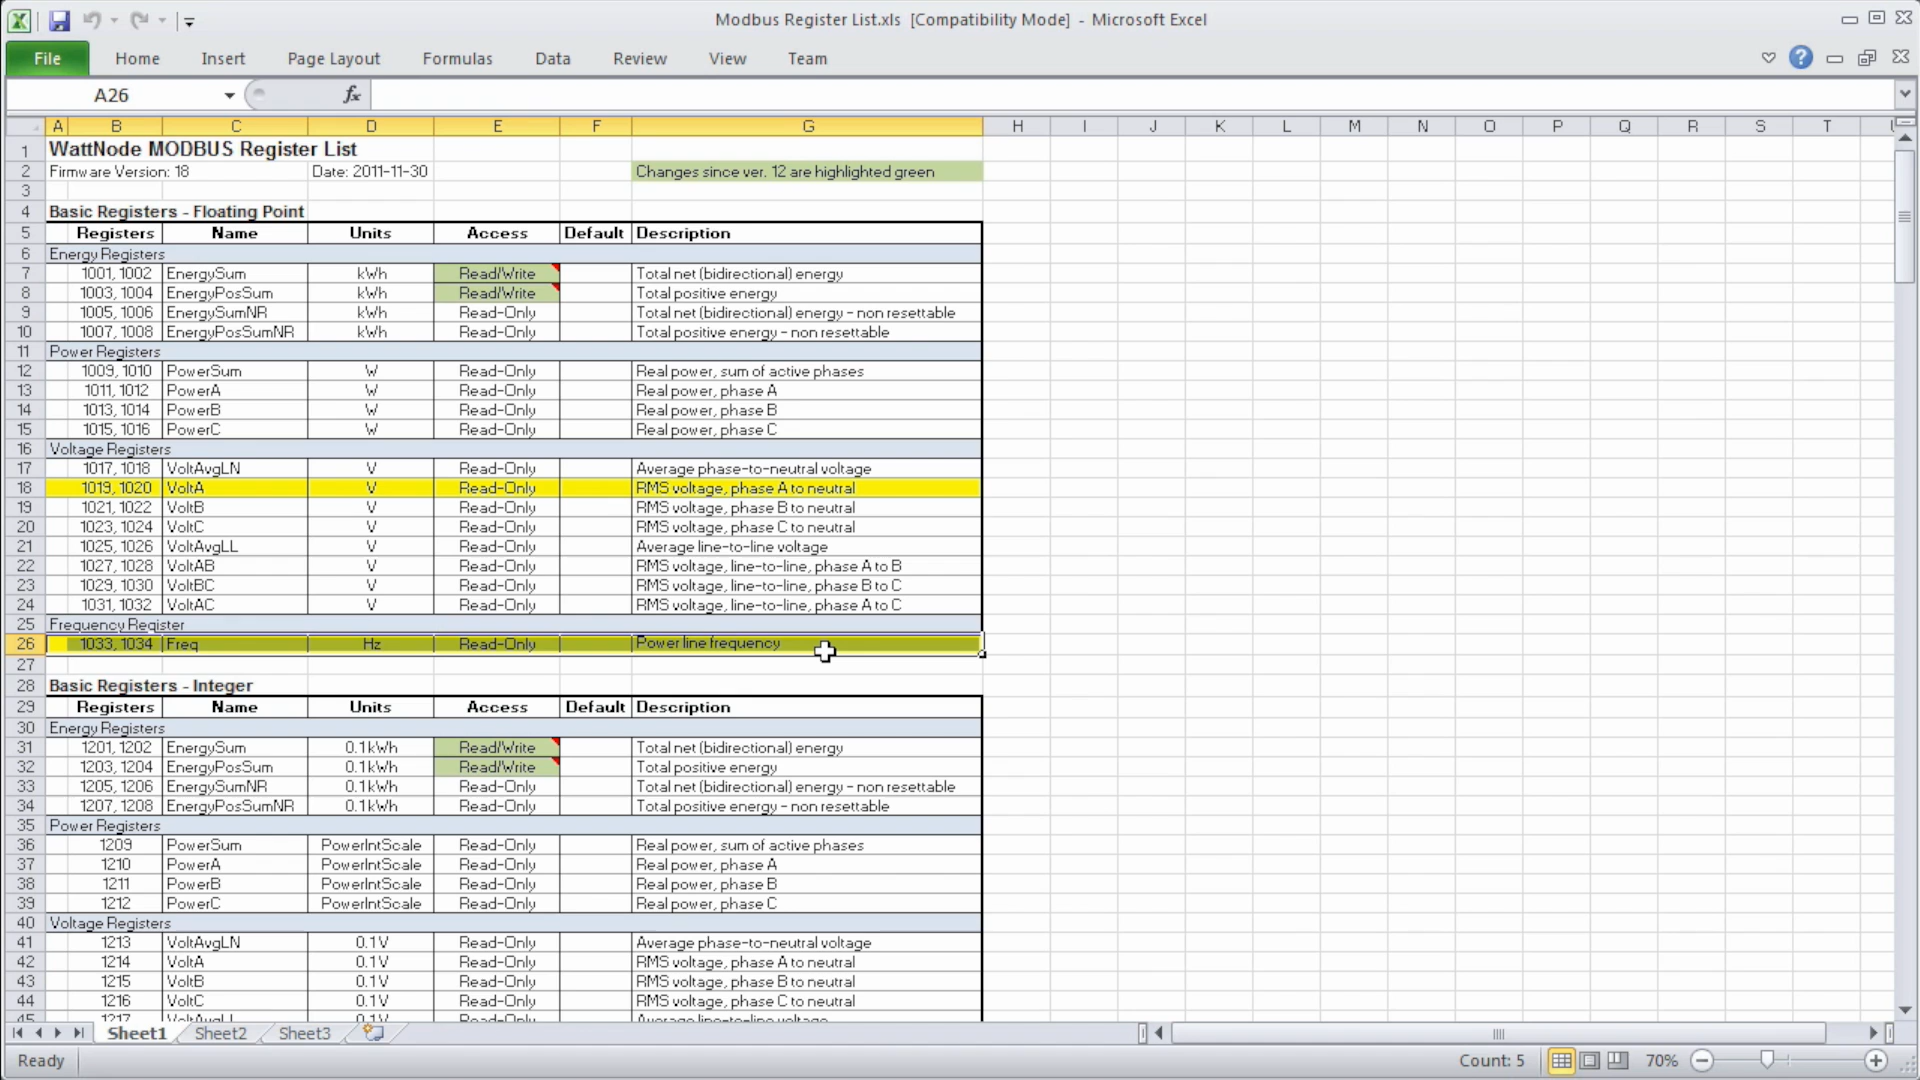 Modbus Register List.xls [Compatibility Mode] - Microsoft Excel
File Home Insert Page Layout Formulas Data Review View Team
A26 fx
A B C D E F G H I J K L M N O P Q R S T
1 WattNode MODBUS Register List
2 Firmware Version: 18 Date: 2011-11-30 Changes since ver. 12 are highlighted green
3
4 Basic Registers - Floating Point
5 Registers Name Units Access Default Description
6 Energy Registers
7 1001, 1002 EnergySum kWh Read/Write Total net (bidirectional) energy
8 1003, 1004 EnergyPosSum kWh Read/Write Total positive energy
9 1005, 1006 EnergySumNR kWh Read-Only Total net (bidirectional) energy - non resettable
10 1007, 1008 EnergyPosSumNR kWh Read-Only Total positive energy - non resettable
11 Power Registers
12 1009, 1010 PowerSum W Read-Only Real power, sum of active phases
13 1011, 1012 PowerA W Read-Only Real power, phase A
14 1013, 1014 PowerB W Read-Only Real power, phase B
15 1015, 1016 PowerC W Read-Only Real power, phase C
16 Voltage Registers
17 1017, 1018 VoltAvgLN V Read-Only Average phase-to-neutral voltage
18 1019, 1020 VoltA V Read-Only RMS voltage, phase A to neutral
19 1021, 1022 VoltB V Read-Only RMS voltage, phase B to neutral
20 1023, 1024 VoltC V Read-Only RMS voltage, phase C to neutral
21 1025, 1026 VoltAvgLL V Read-Only Average line-to-line voltage
22 1027, 1028 VoltAB V Read-Only RMS voltage, line-to-line, phase A to B
23 1029, 1030 VoltBC V Read-Only RMS voltage, line-to-line, phase B to C
24 1031, 1032 VoltAC V Read-Only RMS voltage, line-to-line, phase A to C
25 Frequency Register
26 1033, 1034 Freq Hz Read-Only Power line frequency
27
28 Basic Registers - Integer
29 Registers Name Units Access Default Description
30 Energy Registers
31 1201, 1202 EnergySum 0.1kWh Read/Write Total net (bidirectional) energy
32 1203, 1204 EnergyPosSum 0.1kWh Read/Write Total positive energy
33 1205, 1206 EnergySumNR 0.1kWh Read-Only Total net (bidirectional) energy - non resettable
34 1207, 1208 EnergyPosSumNR 0.1kWh Read-Only Total positive energy - non resettable
35 Power Registers
36 1209 PowerSum PowerIntScale Read-Only Real power, sum of active phases
37 1210 PowerA PowerIntScale Read-Only Real power, phase A
38 1211 PowerB PowerIntScale Read-Only Real power, phase B
39 1212 PowerC PowerIntScale Read-Only Real power, phase C
40 Voltage Registers
41 1213 VoltAvgLN 0.1V Read-Only Average phase-to-neutral voltage
42 1214 VoltA 0.1V Read-Only RMS voltage, phase A to neutral
43 1215 VoltB 0.1V Read-Only RMS voltage, phase B to neutral
44 1216 VoltC 0.1V Read-Only RMS voltage, phase C to neutral
45 1217 VoltAvgLL 0.1V Read-Only Average line-to-line voltage
Sheet1 Sheet2 Sheet3
Ready Count: 5 70%